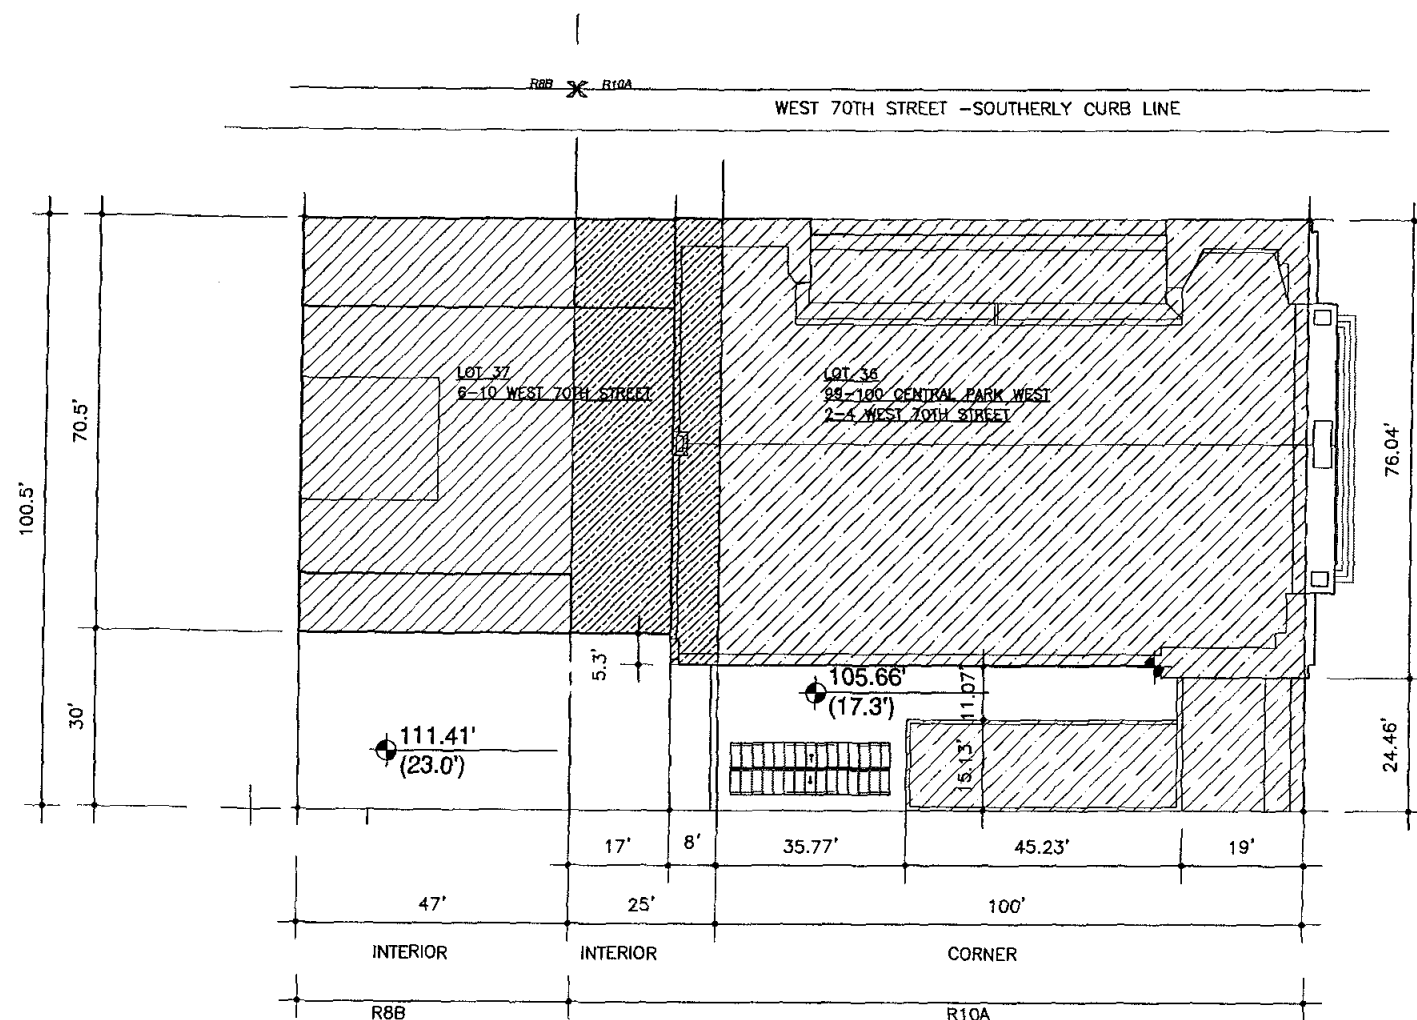 R8B R10A
WEST 70TH STREET -SOUTHERLY CURB LINE
LOT 37
6-10 WEST 70TH STREET
LOT 36
99-100 CENTRAL PARK WEST
2-4 WEST 70TH STREET
100.5'
70.5'
30'
76.04'
24.46'
5.3'
105.66'
(17.3')
11.07'
15.13'
111.41'
(23.0')
17' 8' 35.77' 45.23' 19'
47' 25' 100'
INTERIOR INTERIOR CORNER
R8B R10A